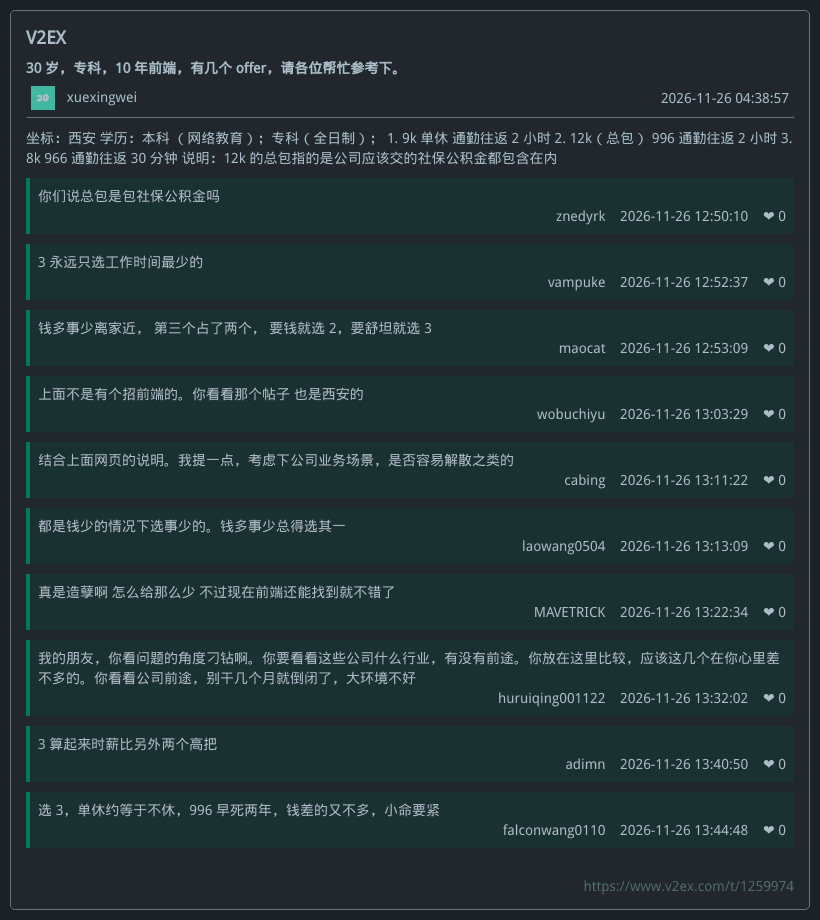 V2EX
30 岁，专科，10 年前端，有几个 offer，请各位帮忙参考下。
xuexingwei
2026-11-26 04:38:57
坐标：西安 学历：本科 （ 网络教育 ）； 专科（ 全日制 ）； 1. 9k 单休 通勤往返 2 小时 2. 12k（ 总包 ） 996 通勤往返 2 小时 3.
8k 966 通勤往返 30 分钟 说明：12k 的总包指的是公司应该交的社保公积金都包含在内
你们说总包是包社保公积金吗
znedyrk 2026-11-26 12:50:10 ❤ 0
3 永远只选工作时间最少的
vampuke 2026-11-26 12:52:37 ❤ 0
钱多事少离家近， 第三个占了两个， 要钱就选 2，要舒坦就选 3
maocat 2026-11-26 12:53:09 ❤ 0
上面不是有个招前端的。你看看那个帖子 也是西安的
wobuchiyu 2026-11-26 13:03:29 ❤ 0
结合上面网页的说明。我提一点，考虑下公司业务场景，是否容易解散之类的
cabing 2026-11-26 13:11:22 ❤ 0
都是钱少的情况下选事少的。钱多事少总得选其一
laowang0504 2026-11-26 13:13:09 ❤ 0
真是造孽啊 怎么给那么少 不过现在前端还能找到就不错了
MAVETRICK 2026-11-26 13:22:34 ❤ 0
我的朋友，你看问题的角度刁钻啊。你要看看这些公司什么行业，有没有前途。你放在这里比较，应该这几个在你心里差
不多的。你看看公司前途，别干几个月就倒闭了，大环境不好
huruiqing001122 2026-11-26 13:32:02 ❤ 0
3 算起来时薪比另外两个高把
adimn 2026-11-26 13:40:50 ❤ 0
选 3，单休约等于不休，996 早死两年，钱差的又不多，小命要紧
falconwang0110 2026-11-26 13:44:48 ❤ 0
https://www.v2ex.com/t/1259974